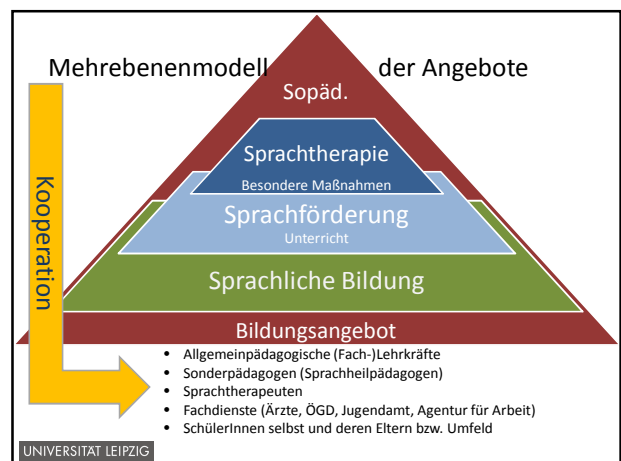 Mehrebenenmodell der Angebote
Sopäd.
Sprachtherapie
Besondere Maßnahmen
Sprachförderung
Unterricht
Sprachliche Bildung
Bildungsangebot
Kooperation
• Allgemeinpädagogische (Fach-)Lehrkräfte
• Sonderpädagogen (Sprachheilpädagogen)
• Sprachtherapeuten
• Fachdienste (Ärzte, ÖGD, Jugendamt, Agentur für Arbeit)
• SchülerInnen selbst und deren Eltern bzw. Umfeld
UNIVERSITÄT LEIPZIG